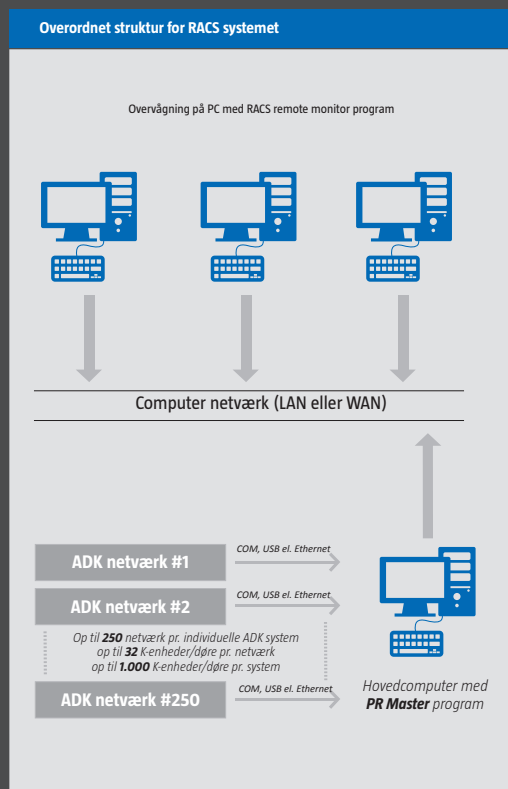 Overordnet struktur for RACS systemet
Overvågning på PC med RACS remote monitor program
Computer netværk (LAN eller WAN)
ADK netværk #1
COM, USB el. Ethernet
ADK netværk #2
COM, USB el. Ethernet
Op til 250 netværk pr. individuelle ADK system
op til 32 K-enheder/døre pr. netværk
op til 1.000 K-enheder/døre pr. system
ADK netværk #250
COM, USB el. Ethernet
Hovedcomputer med
PR Master program